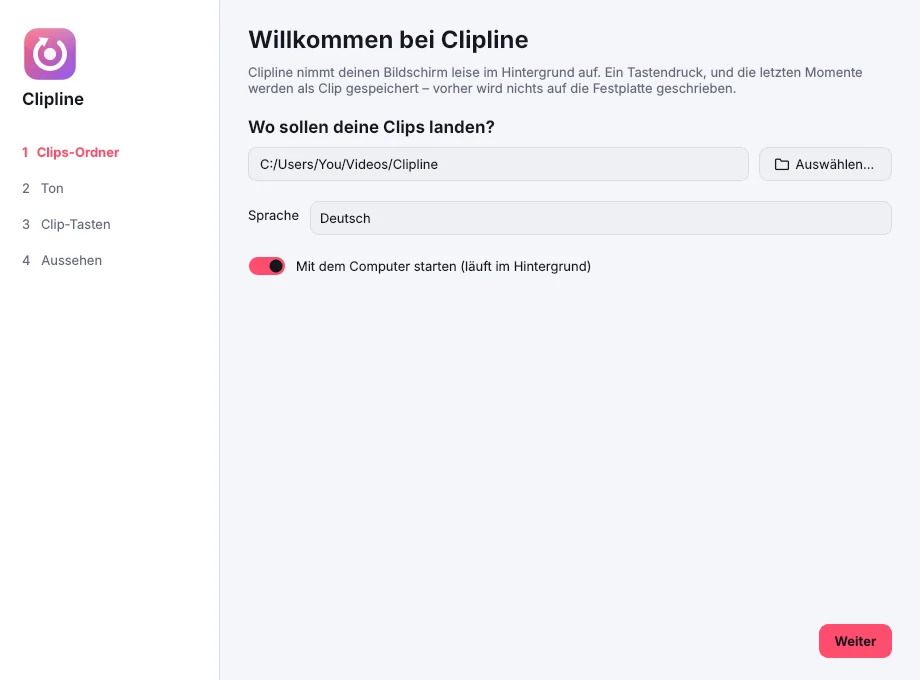 Clipline
1 Clips-Ordner
2 Ton
3 Clip-Tasten
4 Aussehen
Willkommen bei Clipline
Clipline nimmt deinen Bildschirm leise im Hintergrund auf. Ein Tastendruck, und die letzten Momente
werden als Clip gespeichert – vorher wird nichts auf die Festplatte geschrieben.
Wo sollen deine Clips landen?
C:/Users/You/Videos/Clipline
Auswählen...
Sprache
Deutsch
Mit dem Computer starten (läuft im Hintergrund)
Weiter